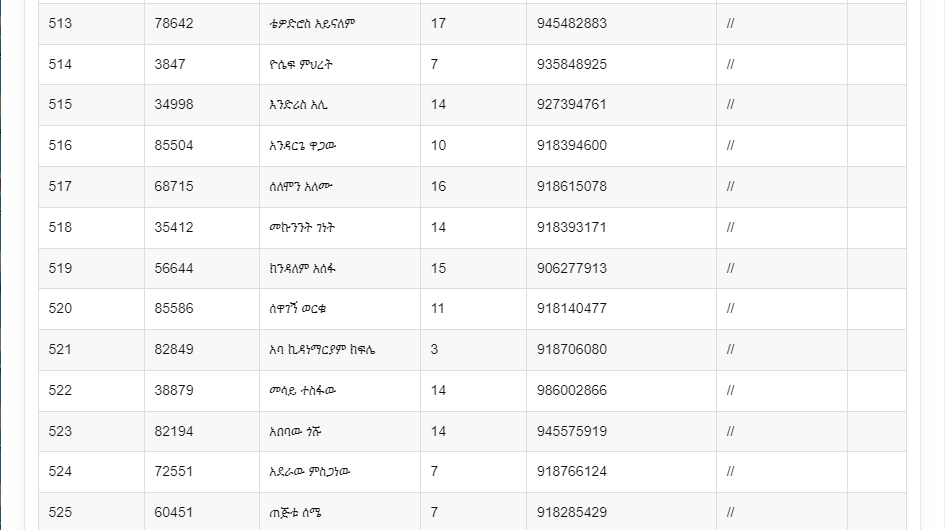 513 78642 ቴዎድሮስ አይናለም 17 945482883 //
514 3847 ዮሴፍ ምህረት 7 935848925 //
515 34998 እንድሪስ አሊ 14 927394761 //
516 85504 አንዳርጌ ዋጋው 10 918394600 //
517 68715 ሰለሞን አለሙ 16 918615078 //
518 35412 መኩንንት ገነት 14 918393171 //
519 56644 ከንዳለም አሰፋ 15 906277913 //
520 85586 ሰዋገኝ ወርቁ 11 918140477 //
521 82849 አባ ኪዳነማርያም ክፍሌ 3 918706080 //
522 38879 መሳይ ተስፋው 14 986002866 //
523 82194 አበባው ጎሹ 14 945575919 //
524 72551 አደራው ምስጋነው 7 918766124 //
525 60451 ጠጅቱ ሰሜ 7 918285429 //